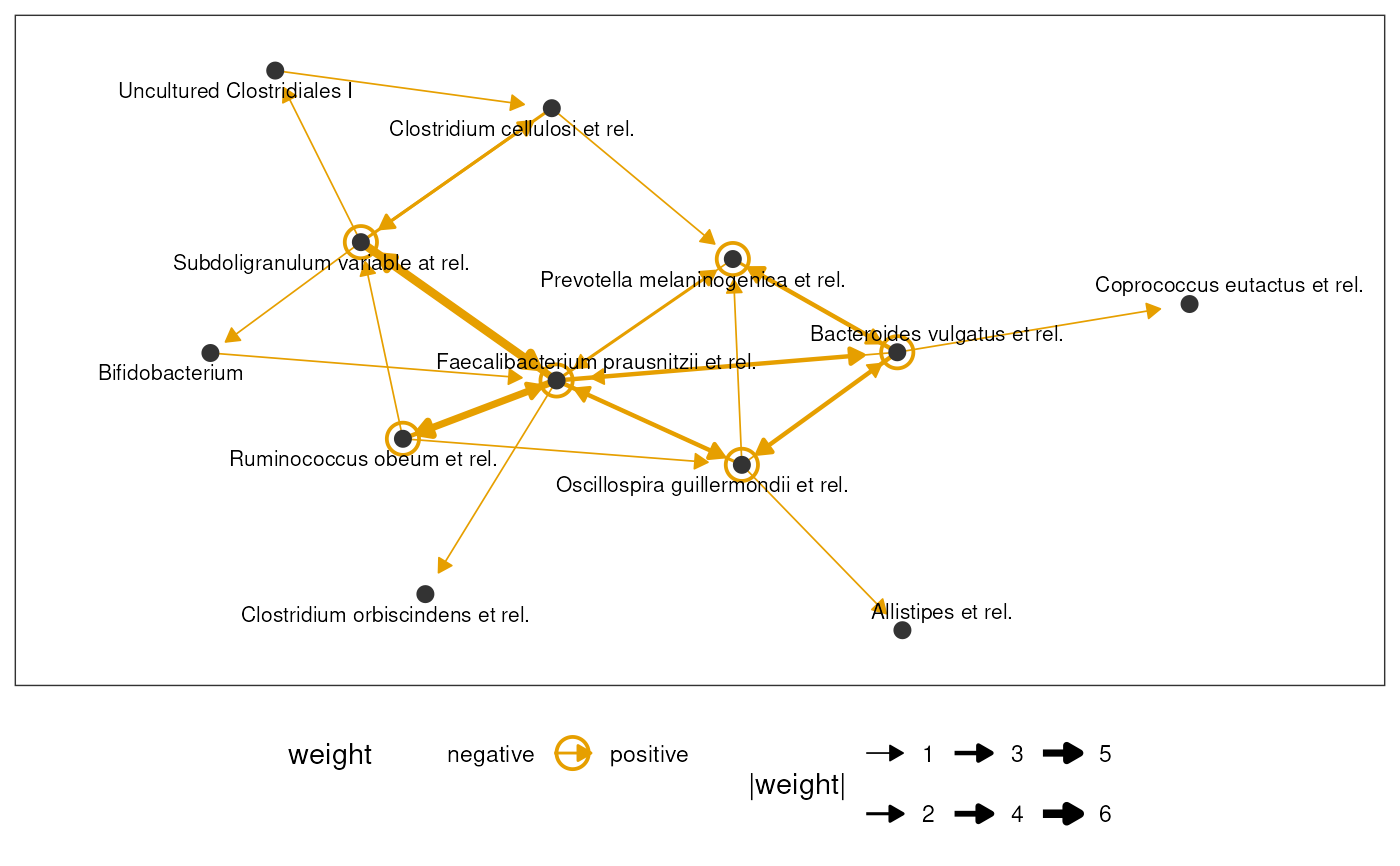 Uncultured Clostridiales I
Clostridium cellulosi et rel.
Subdoligranulum variable at rel.
Prevotella melaninogenica et rel.
Coprococcus eutactus et rel.
Bacteroides vulgatus et rel.
Faecalibacterium prausnitzii et rel.
Bifidobacterium
Ruminococcus obeum et rel.
Oscillospira guillermondii et rel.
Clostridium orbiscindens et rel.
Allistipes et rel.
weight
negative
positive
|weight|
1
3
5
2
4
6